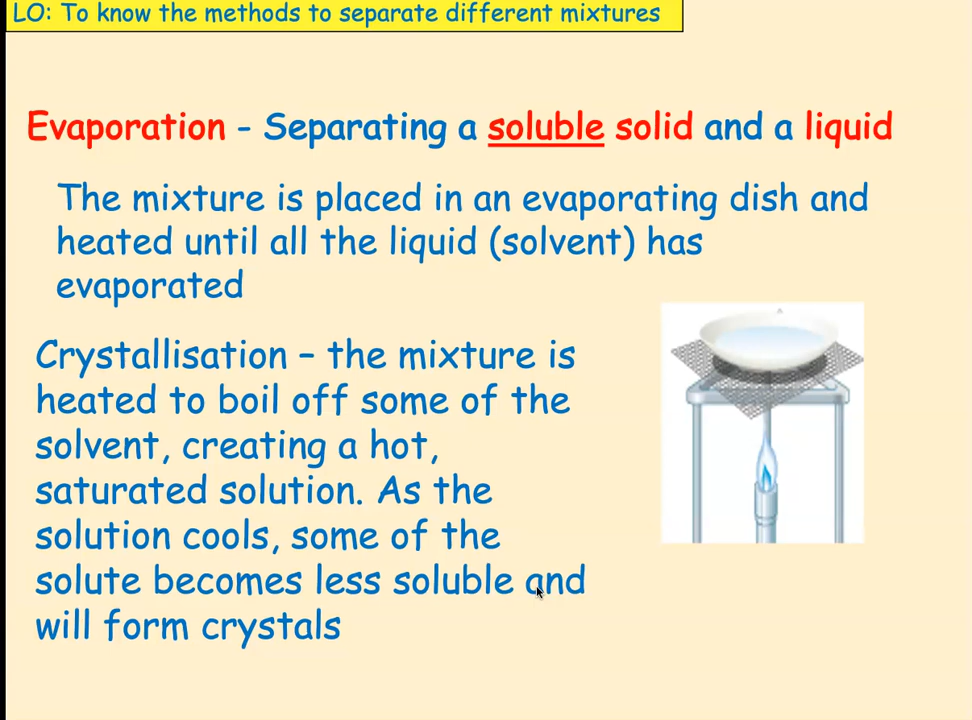 LO: To know the methods to separate different mixtures
Evaporation - Separating a soluble solid and a liquid
The mixture is placed in an evaporating dish and
heated until all the liquid (solvent) has
evaporated
Crystallisation – the mixture is
heated to boil off some of the
solvent, creating a hot,
saturated solution. As the
solution cools, some of the
solute becomes less soluble and
will form crystals